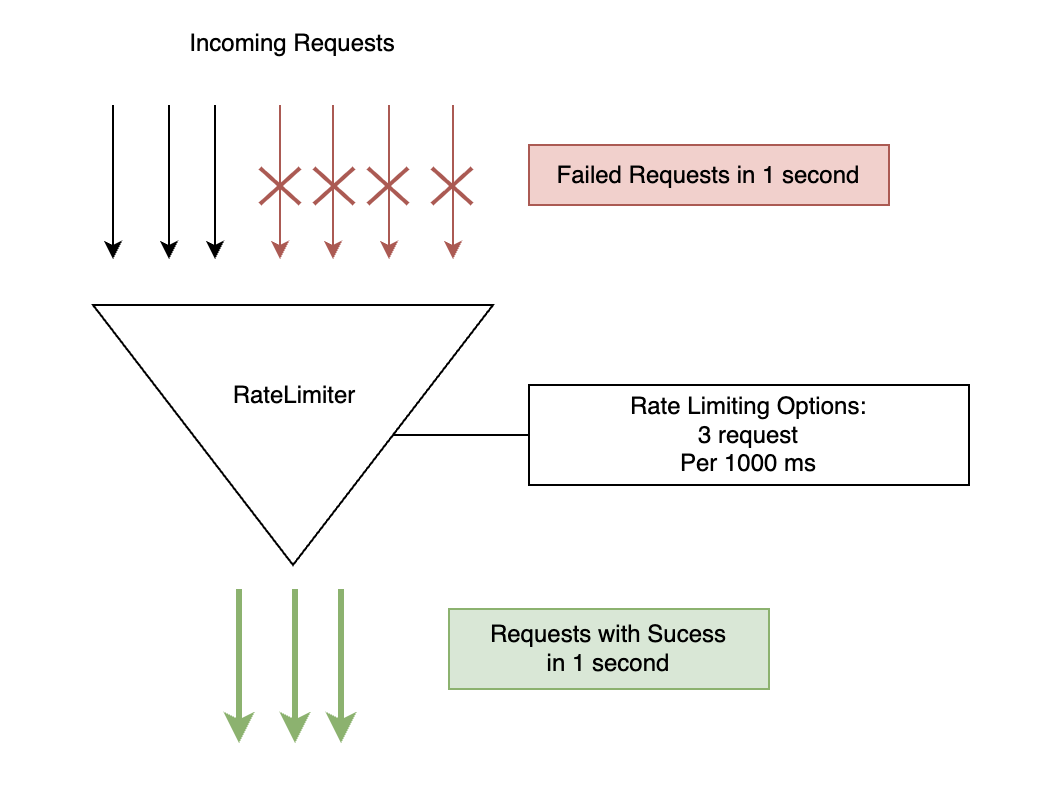 Incoming Requests
Failed Requests in 1 second
RateLimiter
Rate Limiting Options:
3 request
Per 1000 ms
Requests with Sucess
in 1 second